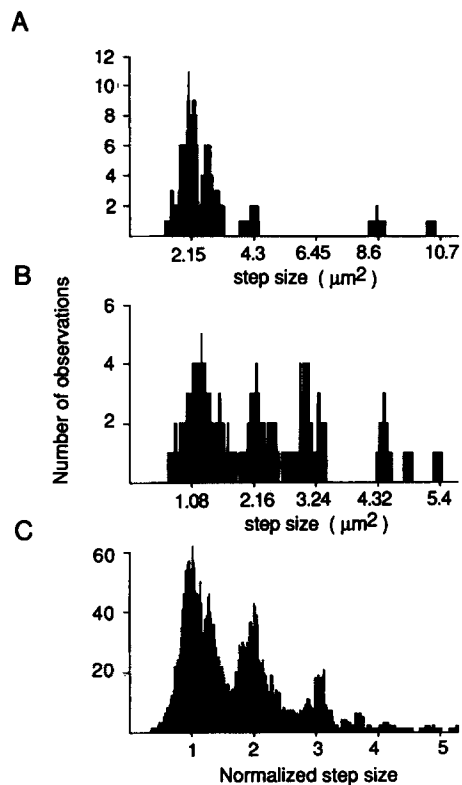 A
12
10
8
6
4
2
2.15 4.3 6.45 8.6 10.7
step size ( µm2 )
B
Number of observations
6
4
2
1.08 2.16 3.24 4.32 5.4
step size ( µm2 )
C
60
40
20
1 2 3 4 5
Normalized step size